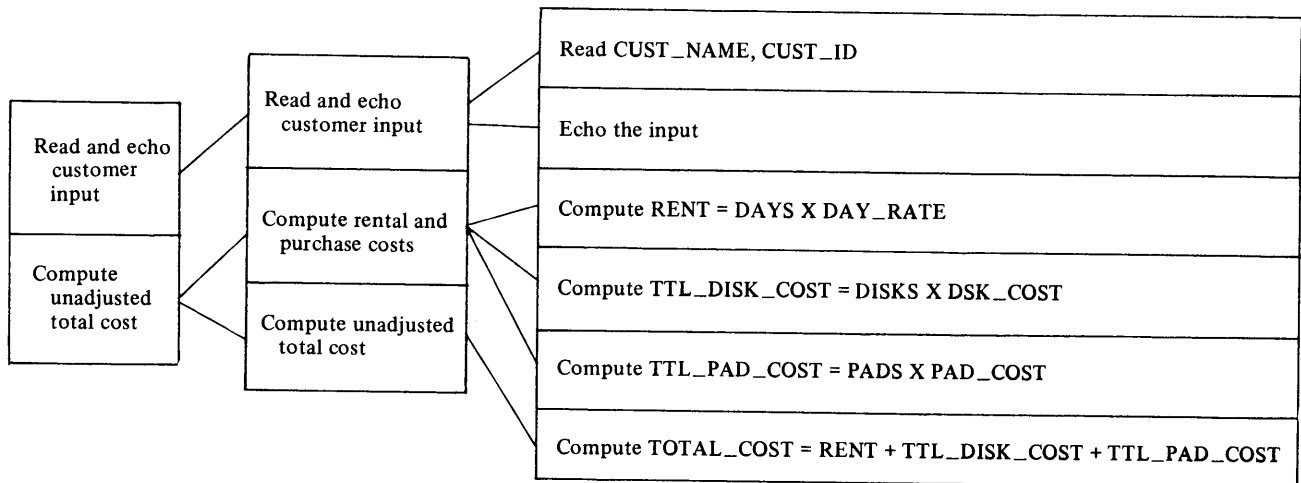 Read and echo
customer
input
Compute
unadjusted
total cost
Read and echo
customer input
Compute rental and
purchase costs
Compute unadjusted
total cost
Read CUST_NAME, CUST_ID
Echo the input
Compute RENT = DAYS X DAY_RATE
Compute TTL_DISK_COST = DISKS X DSK_COST
Compute TTL_PAD_COST = PADS X PAD_COST
Compute TOTAL_COST = RENT + TTL_DISK_COST + TTL_PAD_COST